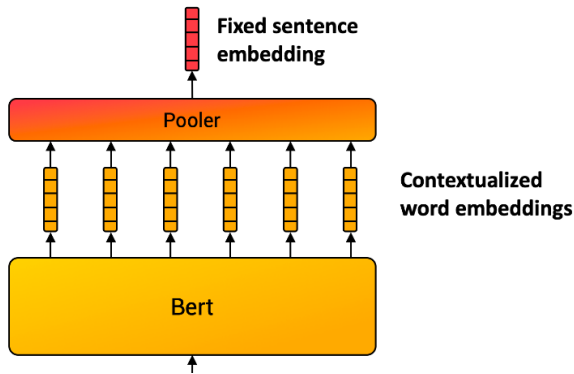 Fixed sentence
embedding
Pooler
Contextualized
word embeddings
Bert